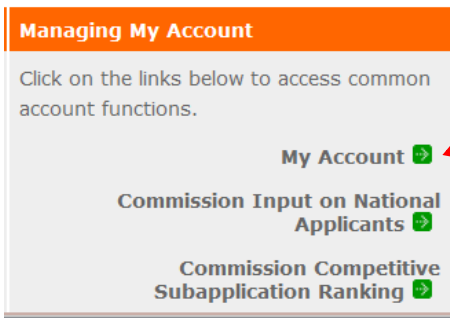 Managing My Account
Click on the links below to access common
account functions.
My Account
Commission Input on National
Applicants
Commission Competitive
Subapplication Ranking